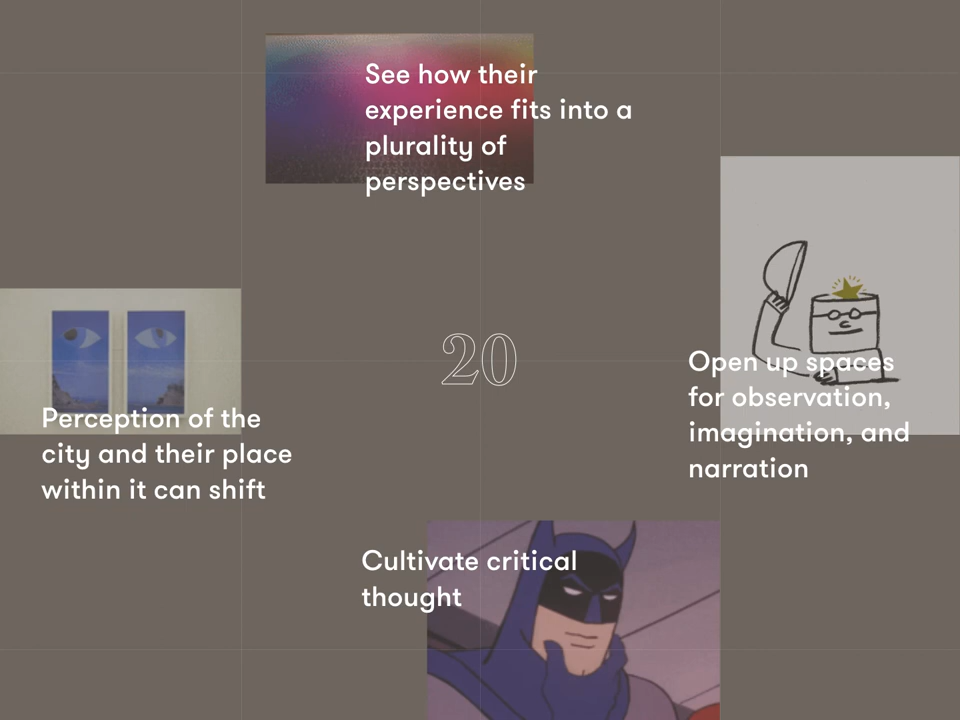 See how their
experience fits into a
plurality of
perspectives
20
Perception of the
city and their place
within it can shift
Open up spaces
for observation,
imagination, and
narration
Cultivate critical
thought